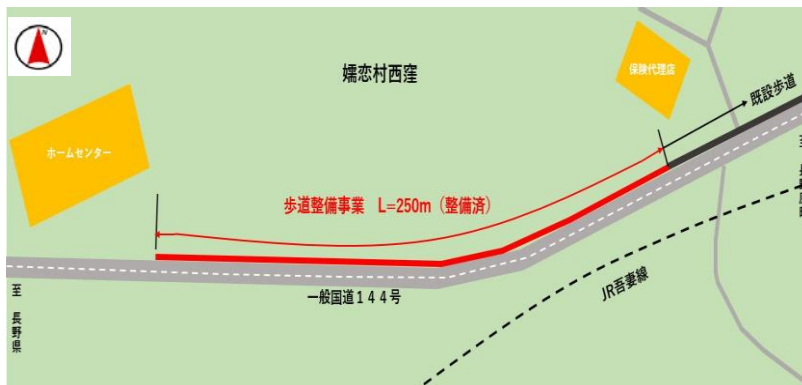 N
嬬恋村西窪
保険代理店
既設歩道
ホームセンター
歩道整備事業 L=250m（整備済）
至 長野県
一般国道144号
JR吾妻線
至